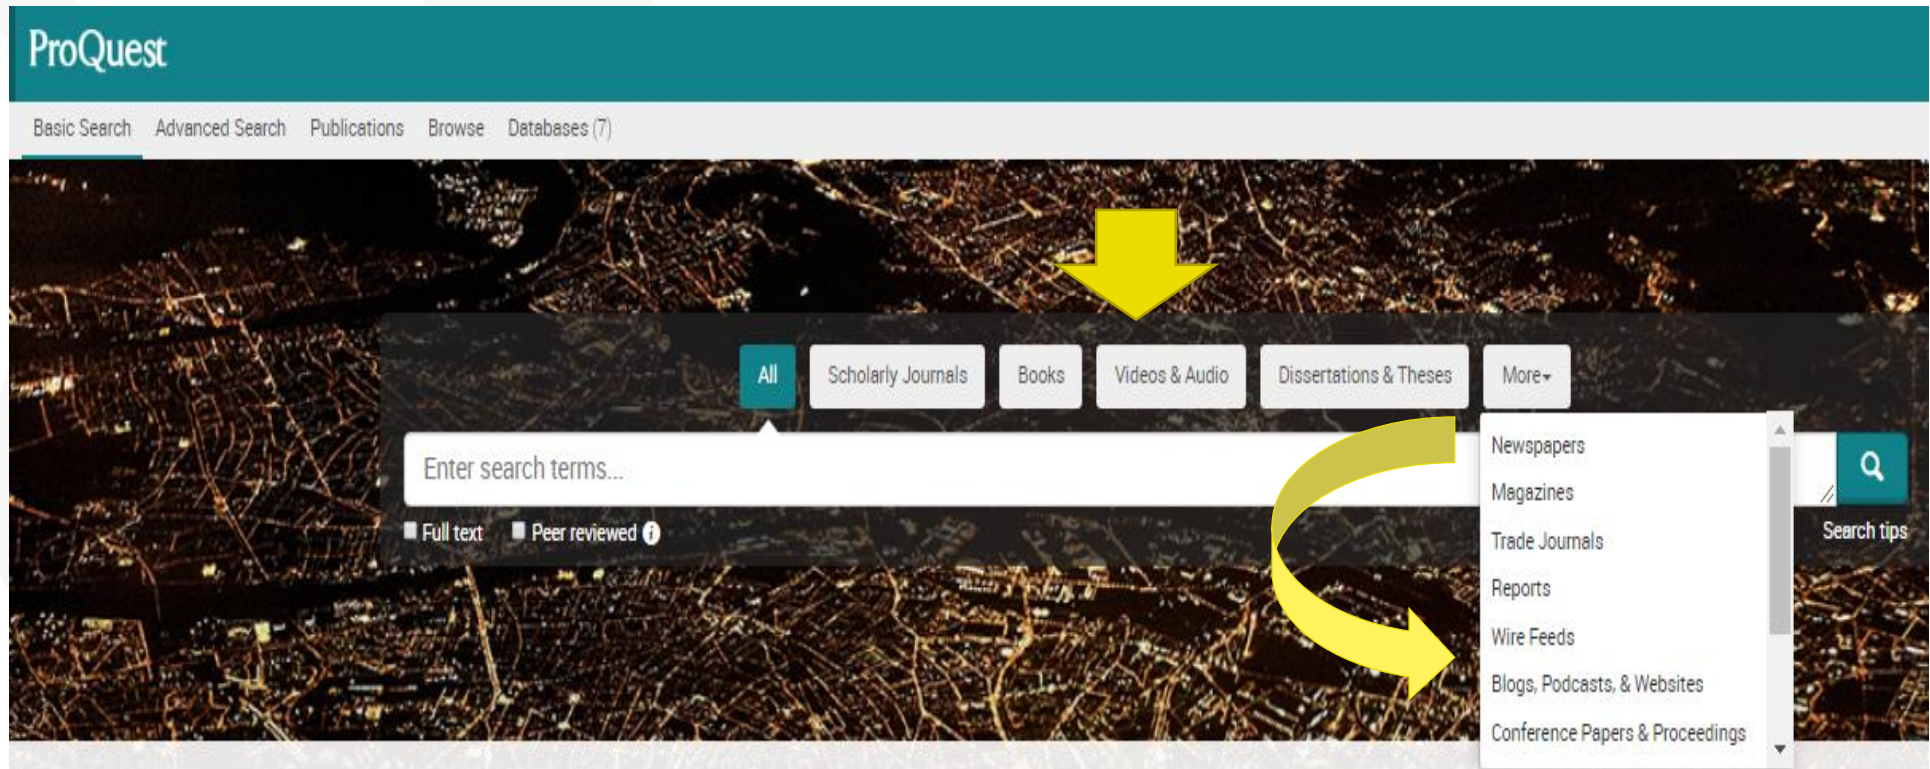 ProQuest
Basic Search Advanced Search Publications Browse Databases (7)
All Scholarly Journals Books Videos & Audio Dissertations & Theses More
Enter search terms...
Full text Peer reviewed i
Search tips
Newspapers
Magazines
Trade Journals
Reports
Wire Feeds
Blogs, Podcasts, & Websites
Conference Papers & Proceedings